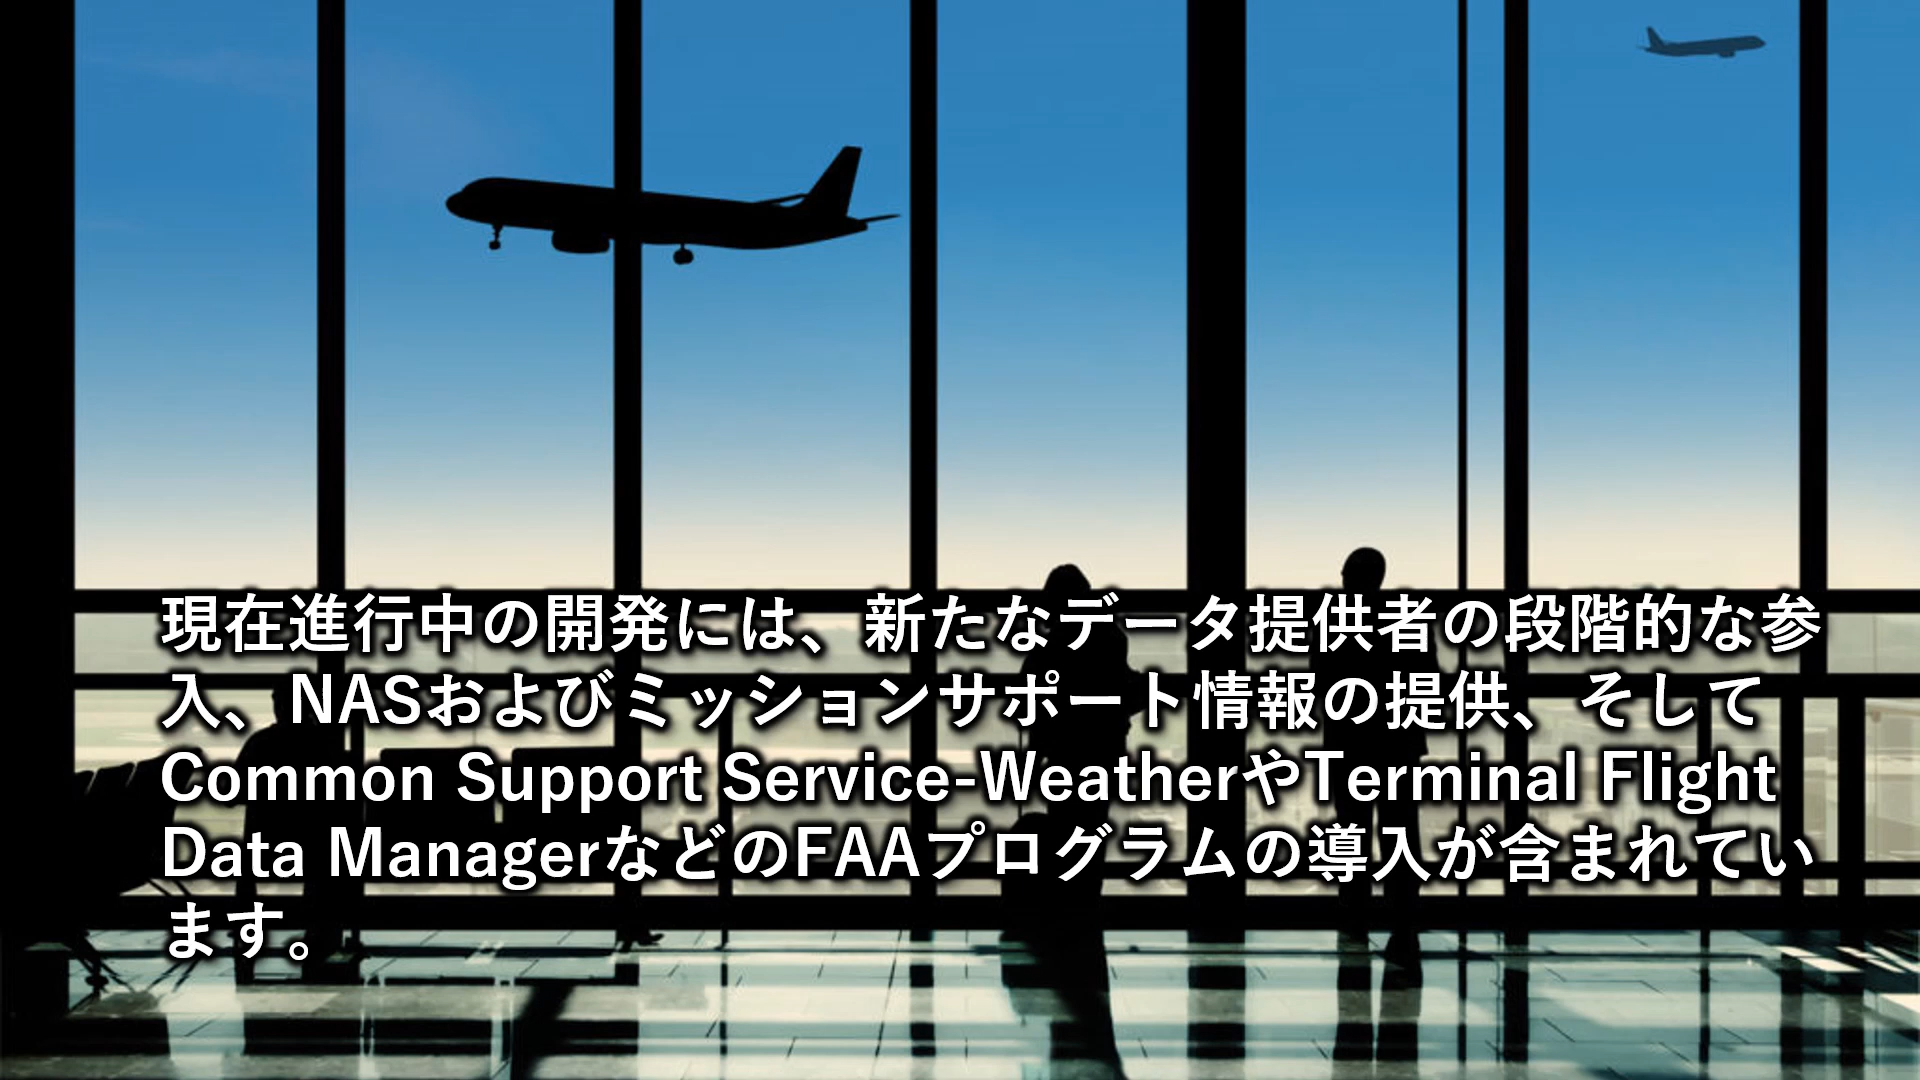 現在進行中の開発には、新たなデータ提供者の段階的な参
入、NASおよびミッションサポート情報の提供、そして
Common Support Service-WeatherやTerminal Flight
Data ManagerなどのFAAプログラムの導入が含まれてい
ます。